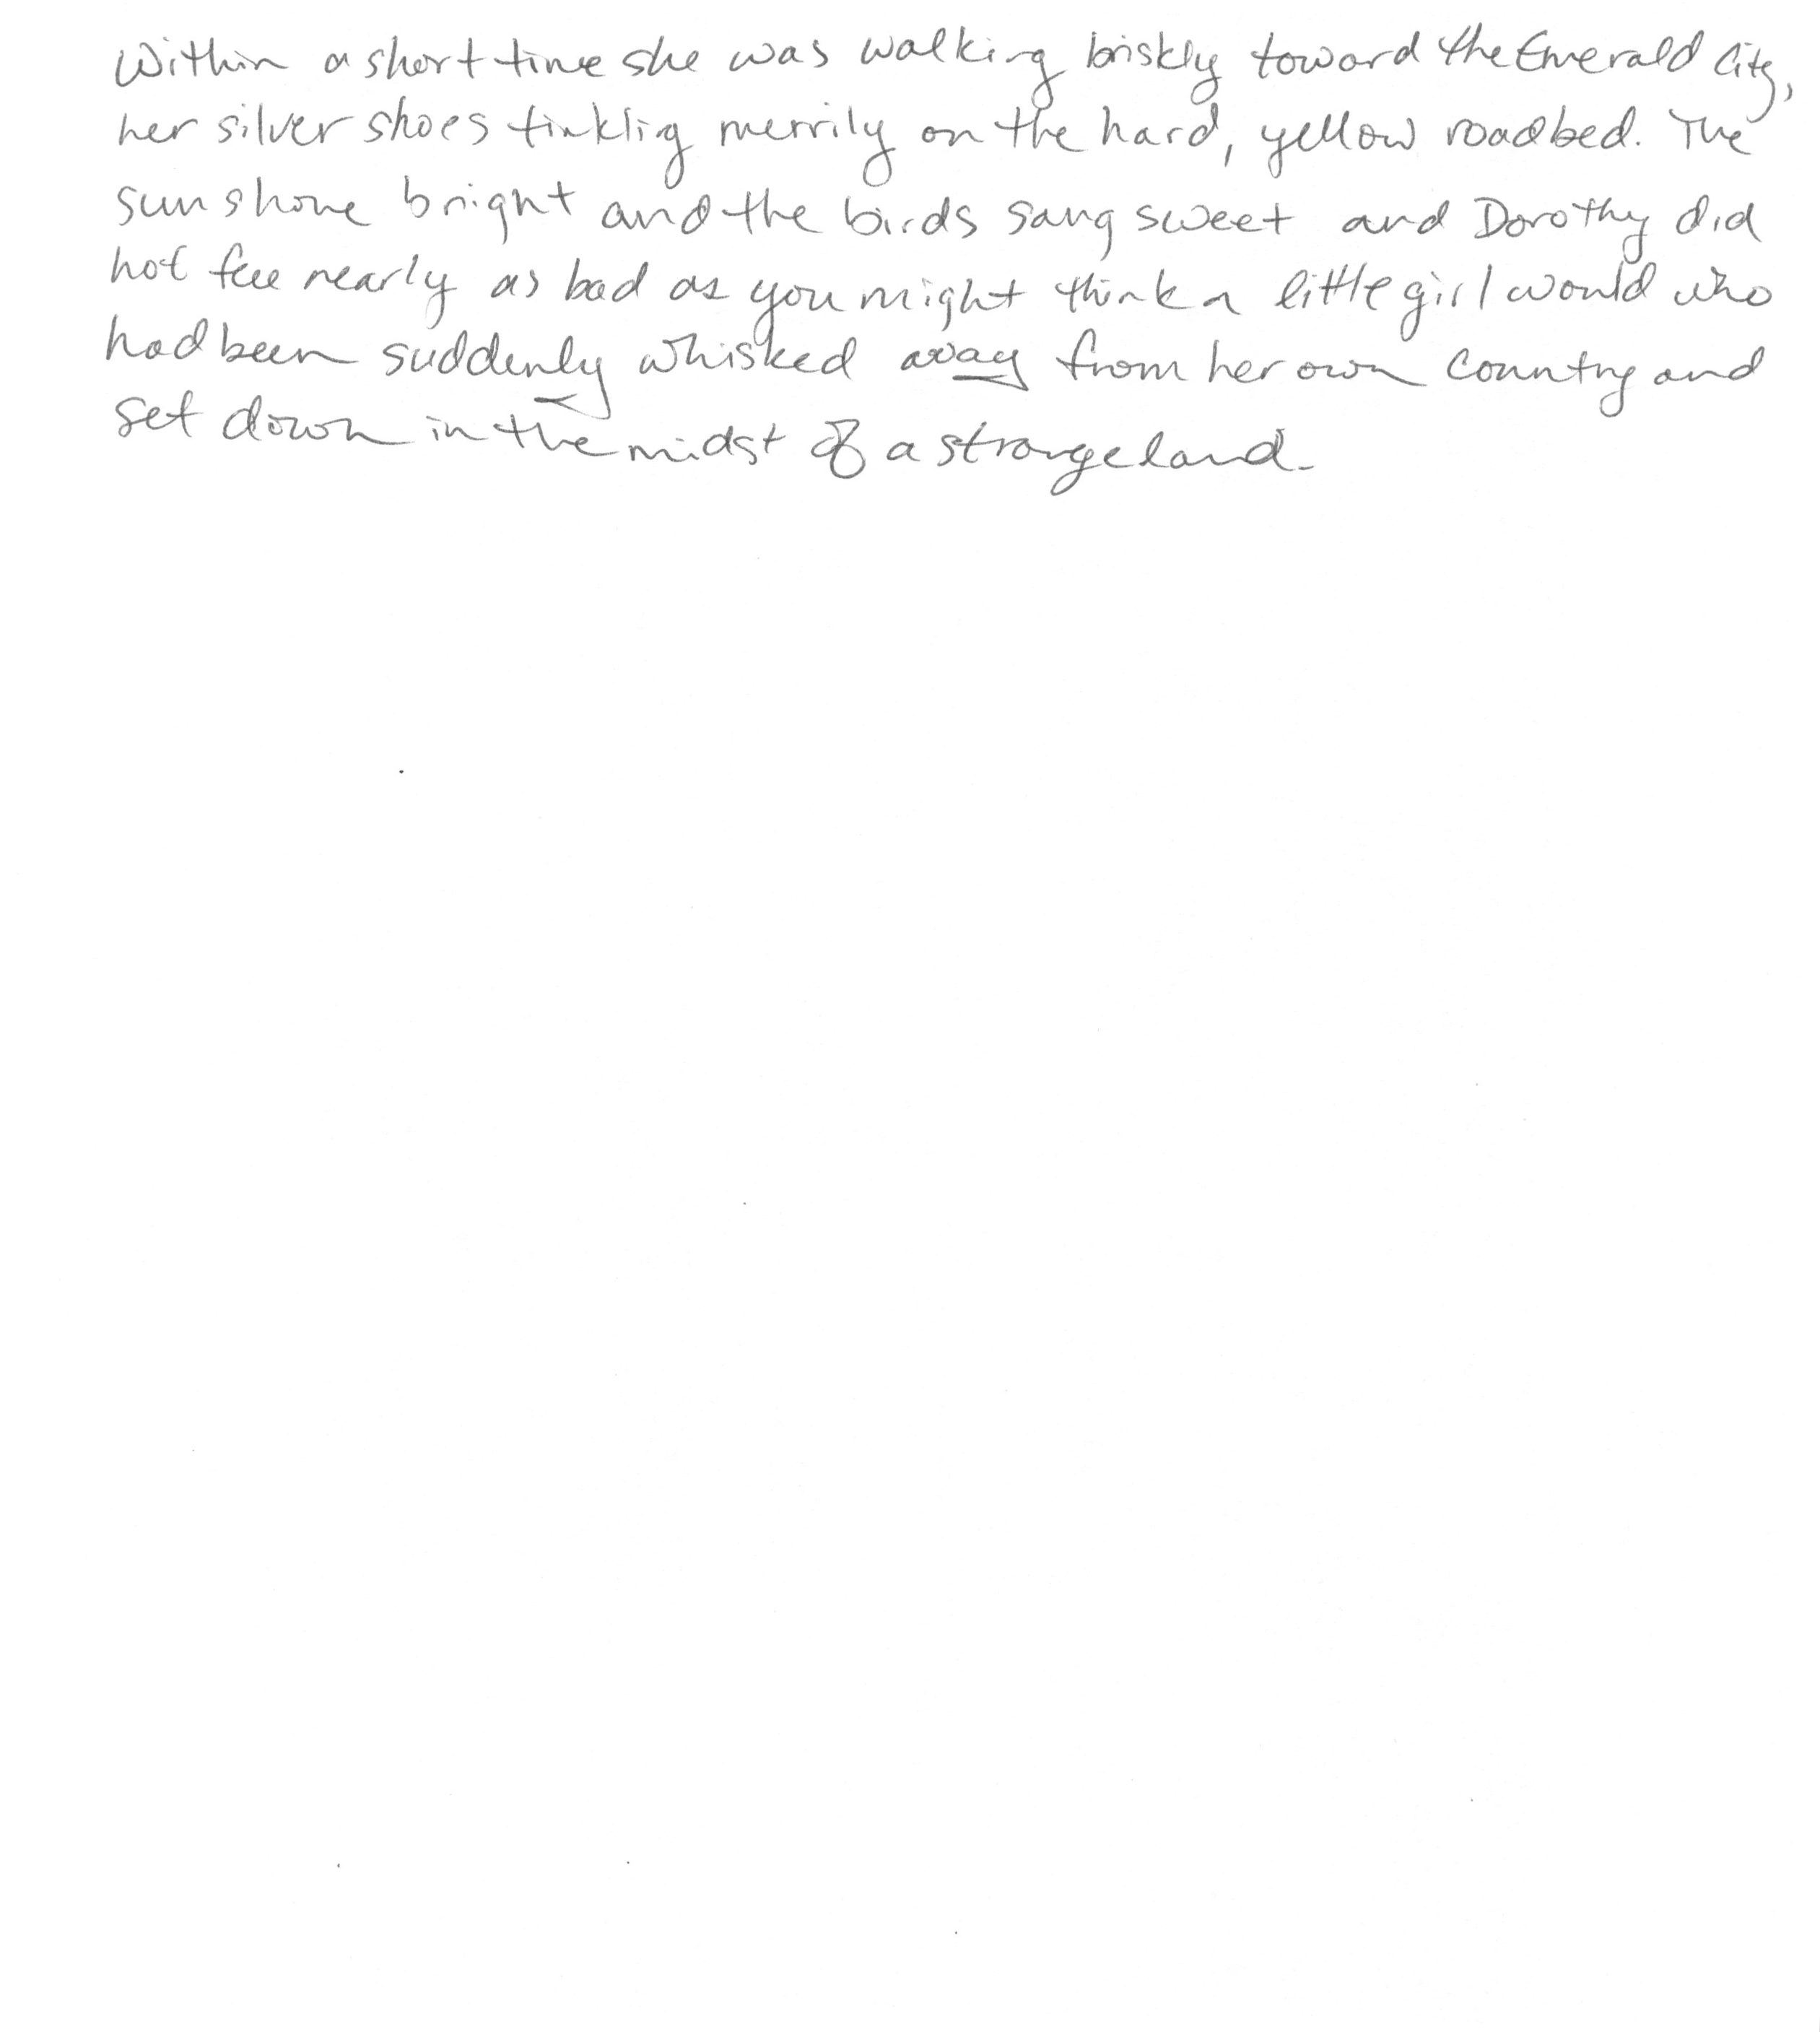 Within a short time she was walking briskly toward the Emerald City,
her silver shoes tinkling merrily on the hard, yellow roadbed. The
sun shone bright and the birds sang sweet and Dorothy did
not feel nearly as bad as you might think a little girl would who
had been suddenly whisked away from her own country and
set down in the midst of a strange land.